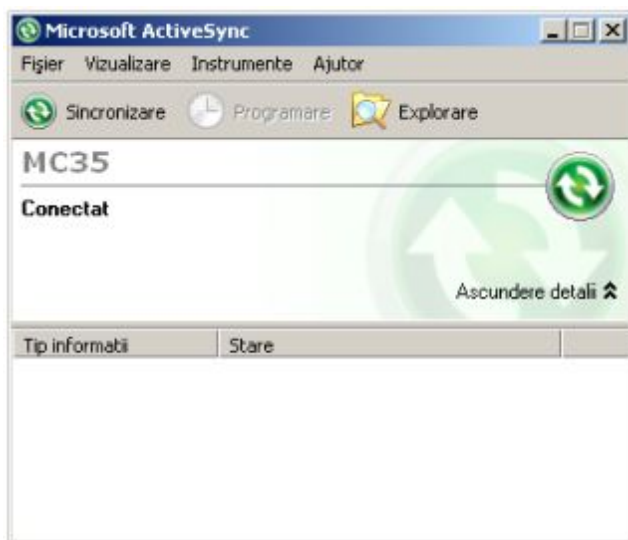 Microsoft ActiveSync
Fişier Vizualizare Instrumente Ajutor
Sincronizare Programare Explorare
MC35
Conectat
Ascundere detalii
Tip informatii Stare